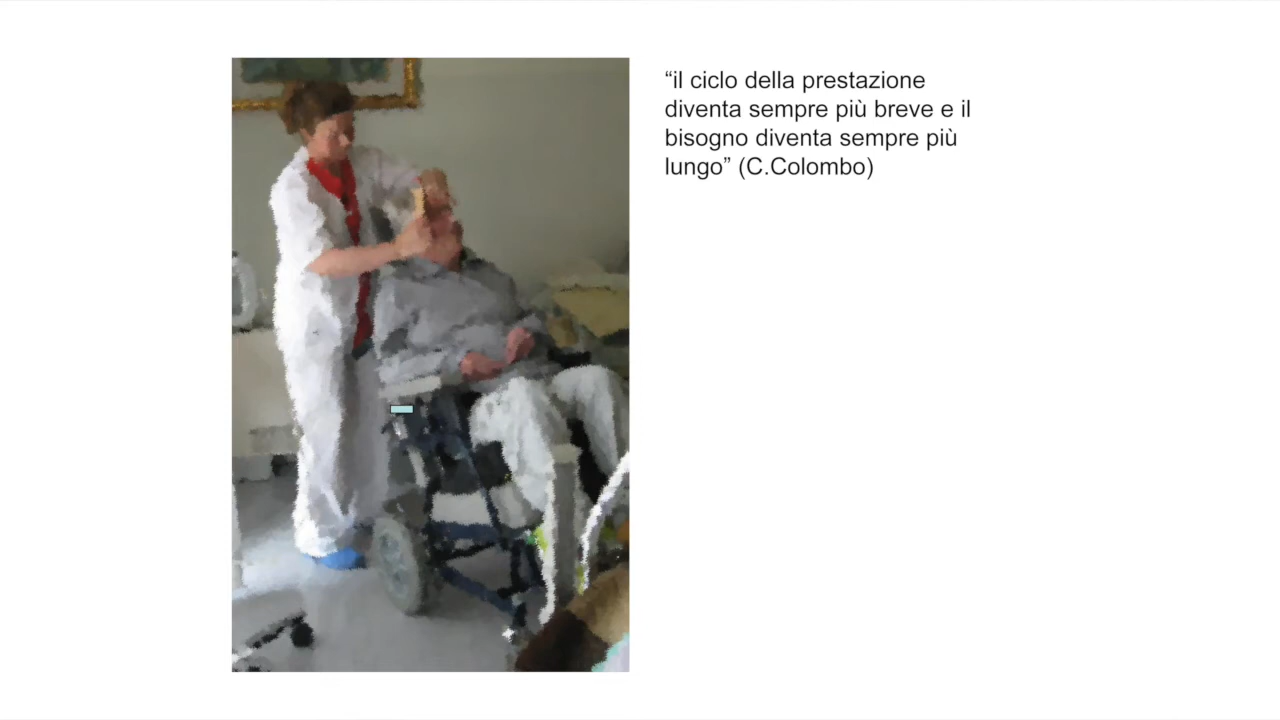 “il ciclo della prestazione
diventa sempre più breve e il
bisogno diventa sempre più
lungo” (C.Colombo)